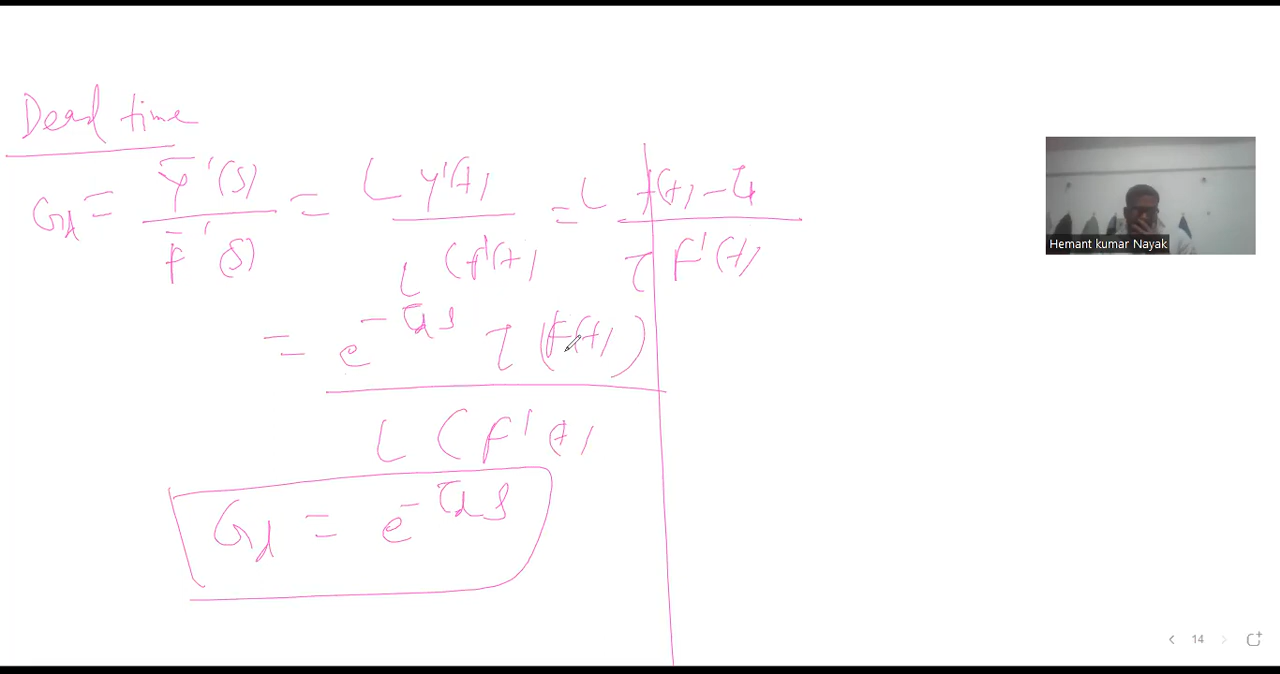 Dead time
Gd = Ȳ'(s) / F̄'(s) = L y'(t) / L (f'(t) = L f(t) - τd / τ F'(t)
= e^-τd s τ (F(t)) / L (F'(t)
Gd = e^-τd s
Hemant kumar Nayak
14